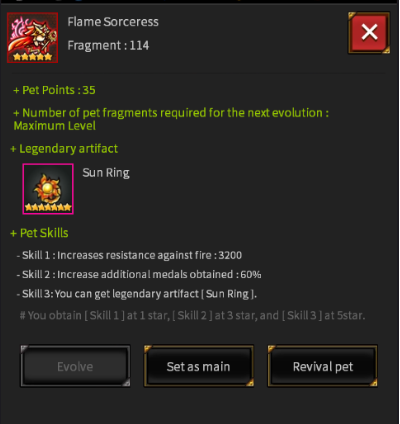 Flame Sorceress
Fragment : 114
+ Pet Points : 35
+ Number of pet fragments required for the next evolution :
Maximum Level
+ Legendary artifact
Sun Ring
+ Pet Skills
- Skill 1 : Increases resistance against fire : 3200
- Skill 2 : Increase additional medals obtained : 60%
- Skill 3: You can get legendary artifact [ Sun Ring ].
# You obtain [ Skill 1 ] at 1 star, [ Skill 2 ] at 3 star, and [ Skill 3 ] at 5star.
Evolve
Set as main
Revival pet